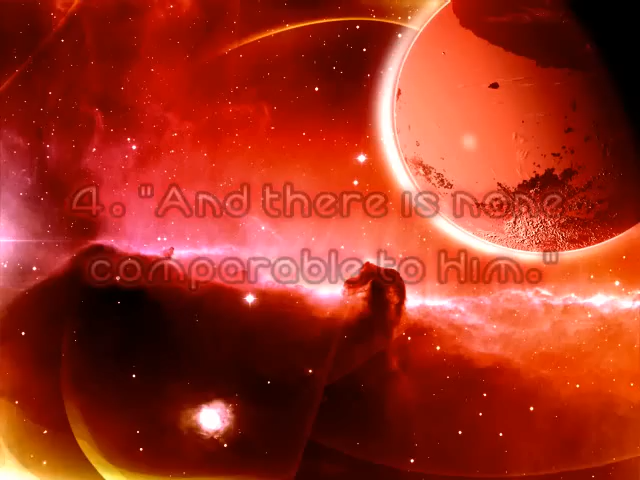 4. "And there is none
comparable to Him."